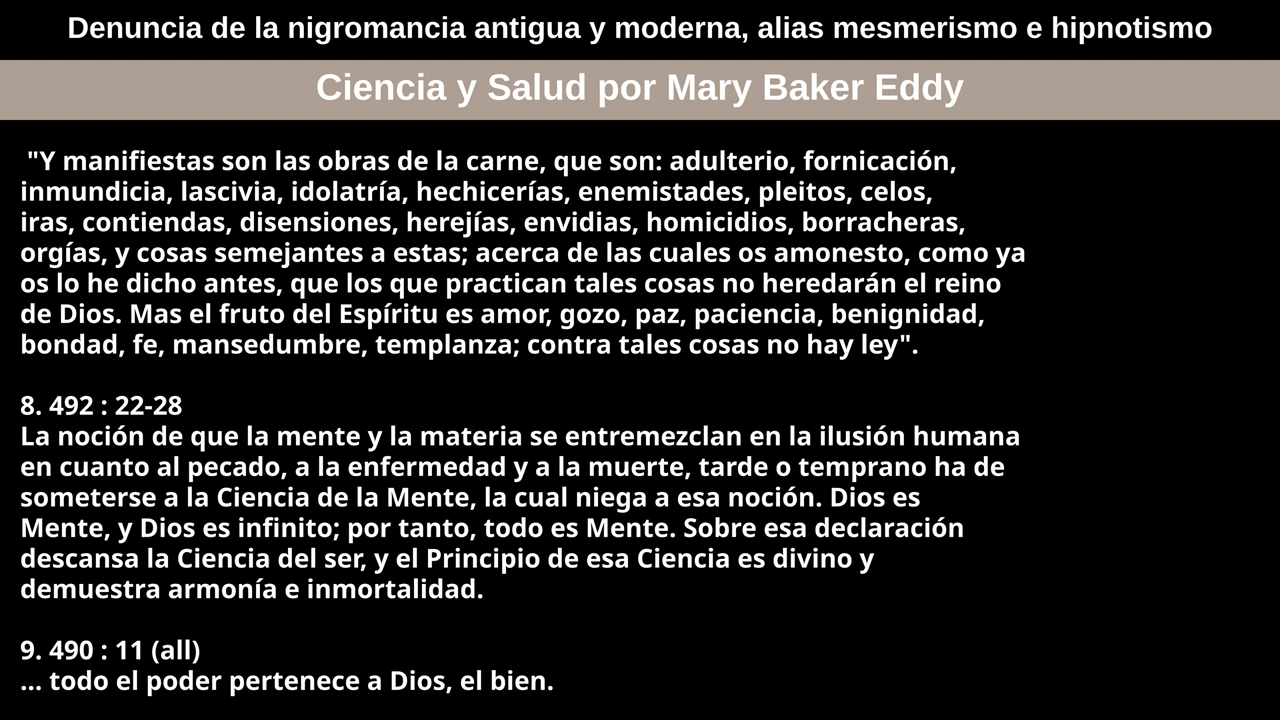 Denuncia de la nigromancia antigua y moderna, alias mesmerismo e hipnotismo
Ciencia y Salud por Mary Baker Eddy
"Y manifiestas son las obras de la carne, que son: adulterio, fornicación,
inmundicia, lascivia, idolatría, hechicerías, enemistades, pleitos, celos,
iras, contiendas, disensiones, herejías, envidias, homicidios, borracheras,
orgías, y cosas semejantes a estas; acerca de las cuales os amonesto, como ya
os lo he dicho antes, que los que practican tales cosas no heredarán el reino
de Dios. Mas el fruto del Espíritu es amor, gozo, paz, paciencia, benignidad,
bondad, fe, mansedumbre, templanza; contra tales cosas no hay ley".
8. 492 : 22-28
La noción de que la mente y la materia se entremezclan en la ilusión humana
en cuanto al pecado, a la enfermedad y a la muerte, tarde o temprano ha de
someterse a la Ciencia de la Mente, la cual niega a esa noción. Dios es
Mente, y Dios es infinito; por tanto, todo es Mente. Sobre esa declaración
descansa la Ciencia del ser, y el Principio de esa Ciencia es divino y
demuestra armonía e inmortalidad.
9. 490 : 11 (all)
... todo el poder pertenece a Dios, el bien.